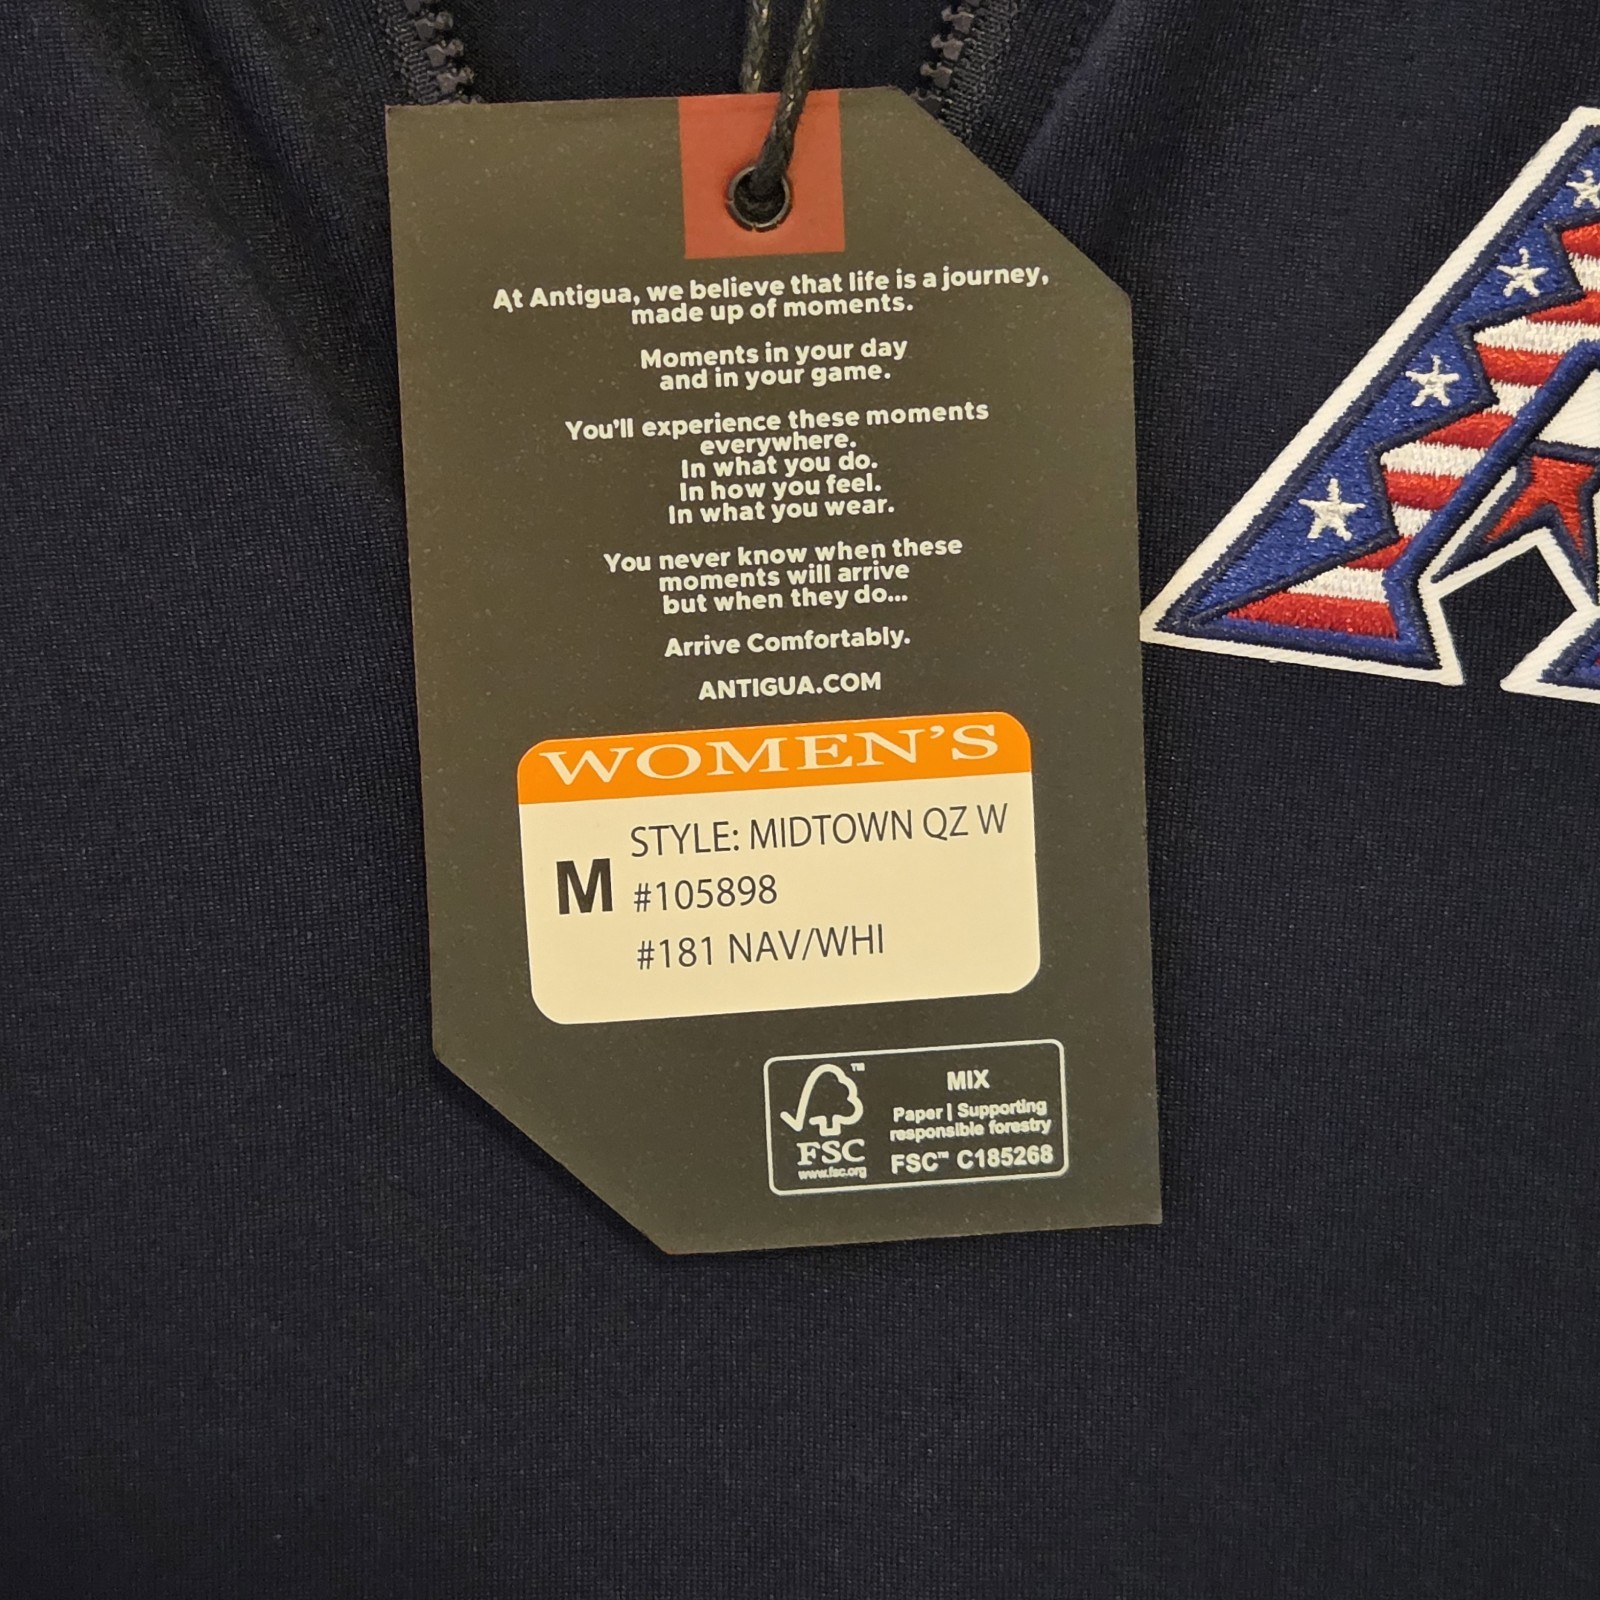 At Antigua, we believe that life is a journey,
made up of moments.
Moments in your day
and in your game.
You'll experience these moments
everywhere.
In what you do.
In how you feel.
In what you wear.
You never know when these
moments will arrive
but when they do...
Arrive Comfortably.
ANTIGUA.COM
WOMEN'S
STYLE: MIDTOWN QZ W
M #105898
#181 NAV/WHI
MIX
Paper | Supporting
responsible forestry
FSC™ C185268
™
FSC
www.fsc.org